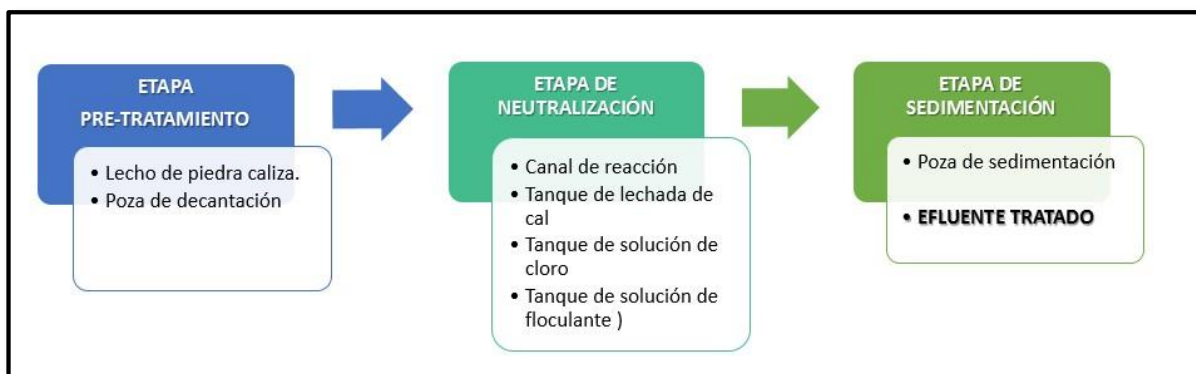 ETAPA
PRE-TRATAMIENTO
• Lecho de piedra caliza.
• Poza de decantación
ETAPA DE
NEUTRALIZACIÓN
• Canal de reacción
• Tanque de lechada de
cal
• Tanque de solución de
cloro
• Tanque de solución de
floculante )
ETAPA DE
SEDIMENTACIÓN
• Poza de sedimentación
• EFLUENTE TRATADO